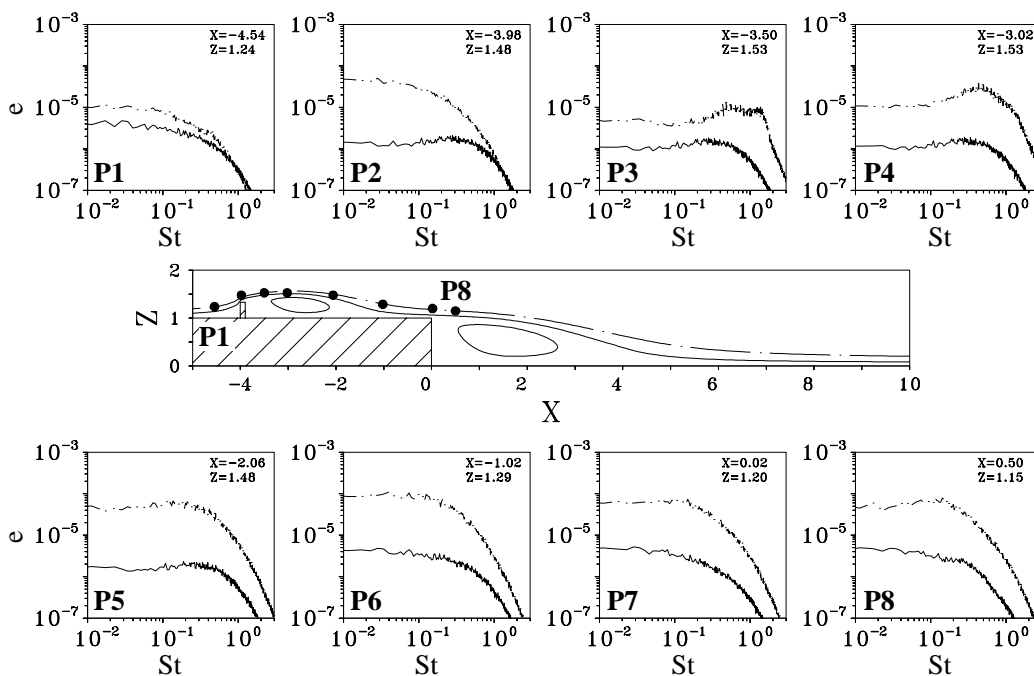 10⁻³ 10⁻³ 10⁻³ 10⁻³
X=−4.54 X=−3.98 X=−3.50 X=−3.02
Z=1.24 Z=1.48 Z=1.53 Z=1.53
e 10⁻⁵ 10⁻⁵ 10⁻⁵ 10⁻⁵
P1 P2 P3 P4
10⁻⁷ 10⁻⁷ 10⁻⁷ 10⁻⁷
10⁻² 10⁻¹ 10⁰ 10⁻² 10⁻¹ 10⁰ 10⁻² 10⁻¹ 10⁰ 10⁻² 10⁻¹ 10⁰
St St St St
2
P8
Z 1
P1
0
−4 −2 0 2 4 6 8 10
X
10⁻³ 10⁻³ 10⁻³ 10⁻³
X=−2.06 X=−1.02 X=0.02 X=0.50
Z=1.48 Z=1.29 Z=1.20 Z=1.15
e 10⁻⁵ 10⁻⁵ 10⁻⁵ 10⁻⁵
P5 P6 P7 P8
10⁻⁷ 10⁻⁷ 10⁻⁷ 10⁻⁷
10⁻² 10⁻¹ 10⁰ 10⁻² 10⁻¹ 10⁰ 10⁻² 10⁻¹ 10⁰ 10⁻² 10⁻¹ 10⁰
St St St St